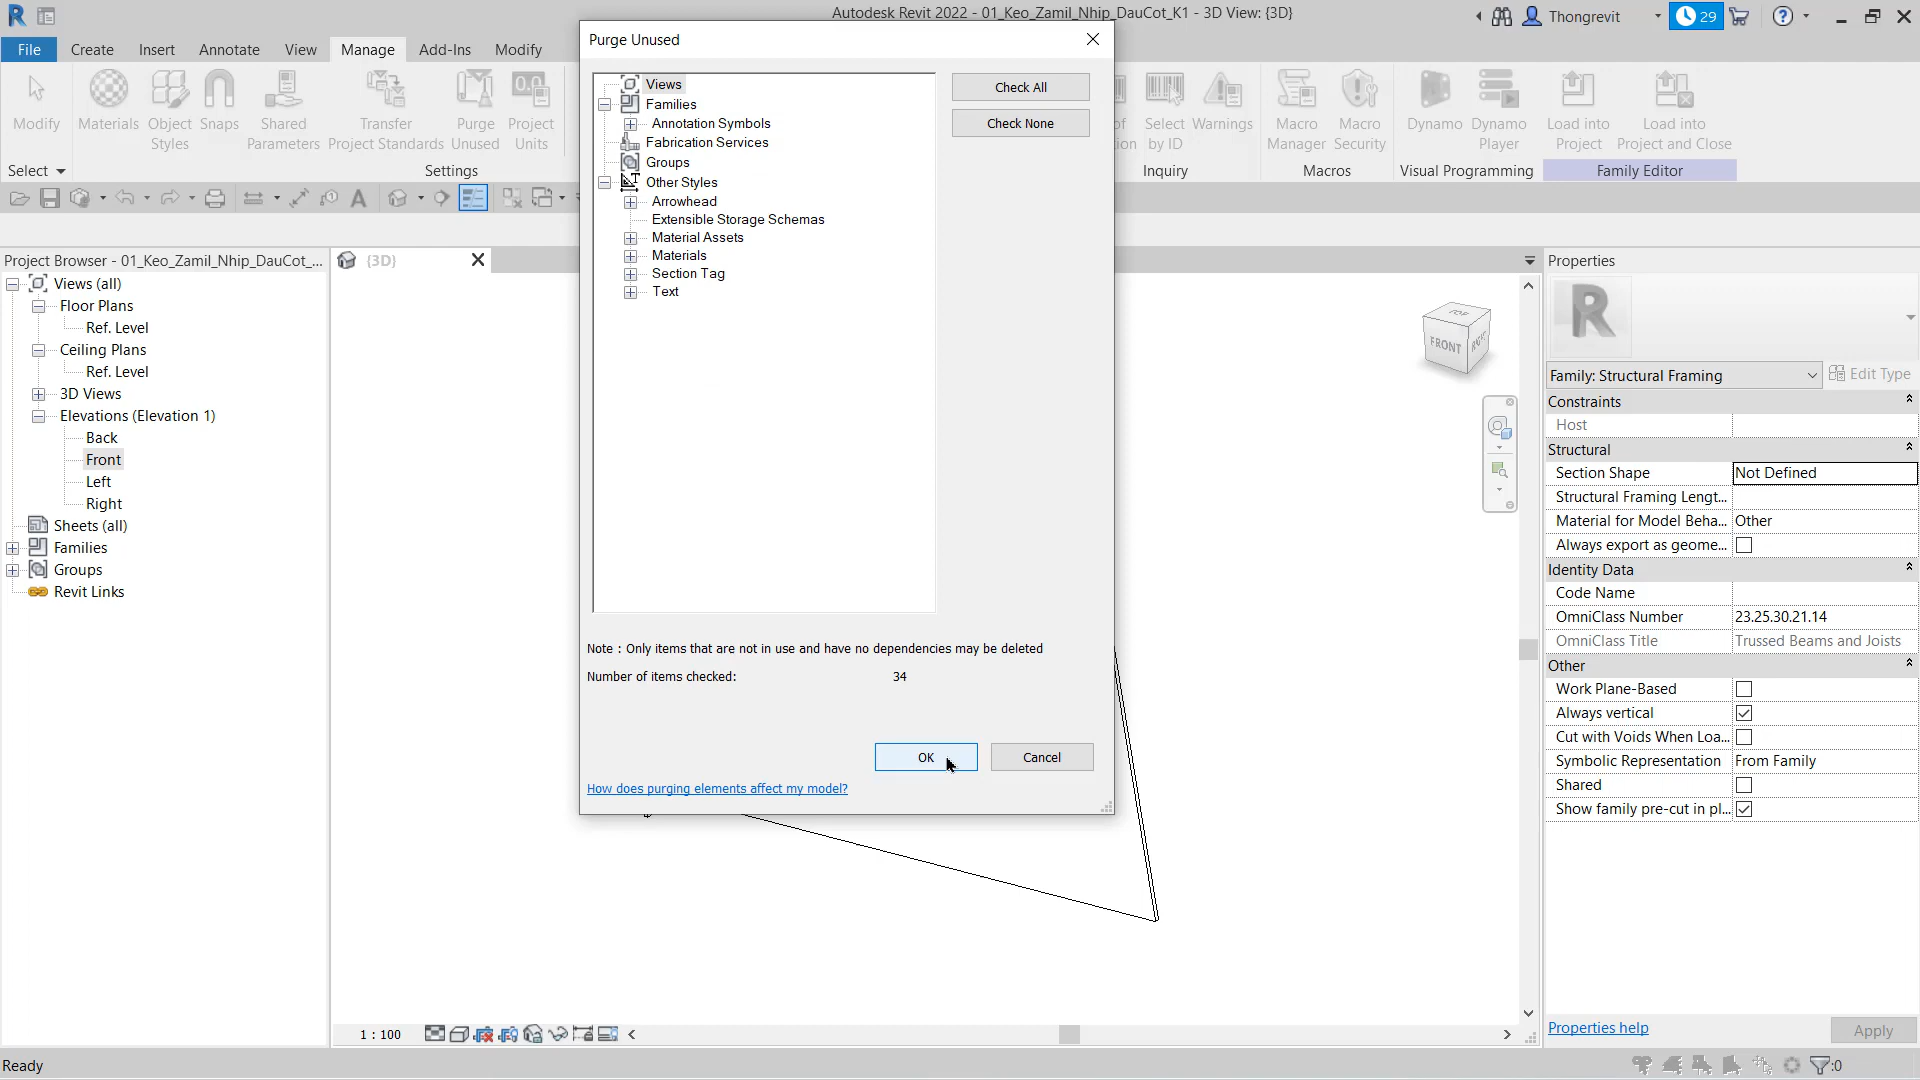 Autodesk Revit 2022 - 01_Keo_Zamil_Nhip_DauCot_K1 - 3D View: {3D}
Thongrevit
29
File
Create
Insert
Annotate
View
Manage
Add-Ins
Modify
Modify
Materials
Object
Styles
Snaps
Shared
Parameters
Transfer
Project Standards
Purge
Unused
Project
Units
Select
by ID
Warnings
Macro
Manager
Macro
Security
Dynamo
Dynamo
Player
Load into
Project
Load into
Project and Close
Select
Settings
Inquiry
Macros
Visual Programming
Family Editor
Project Browser - 01_Keo_Zamil_Nhip_DauCot_...
Views (all)
Floor Plans
Ref. Level
Ceiling Plans
Ref. Level
3D Views
Elevations (Elevation 1)
Back
Front
Left
Right
Sheets (all)
Families
Groups
Revit Links
{3D}
Purge Unused
Views
Families
Annotation Symbols
Fabrication Services
Groups
Other Styles
Arrowhead
Extensible Storage Schemas
Material Assets
Materials
Section Tag
Text
Check All
Check None
Note : Only items that are not in use and have no dependencies may be deleted
Number of items checked: 34
OK
Cancel
How does purging elements affect my model?
TOP
FRONT
Properties
R
Family: Structural Framing
Edit Type
Constraints
Host
Structural
Section Shape Not Defined
Structural Framing Lengt...
Material for Model Beha... Other
Always export as geome...
Identity Data
Code Name
OmniClass Number 23.25.30.21.14
OmniClass Title Trussed Beams and Joists
Other
Work Plane-Based
Always vertical
Cut with Voids When Loa...
Symbolic Representation From Family
Shared
Show family pre-cut in pl...
Properties help
Apply
1 : 100
Ready
:0